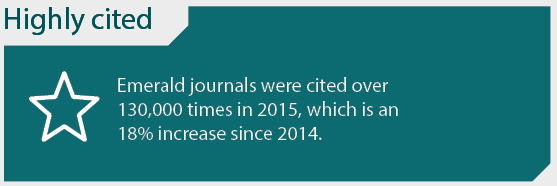 Highly cited
Emerald journals were cited over
130,000 times in 2015, which is an
18% increase since 2014.